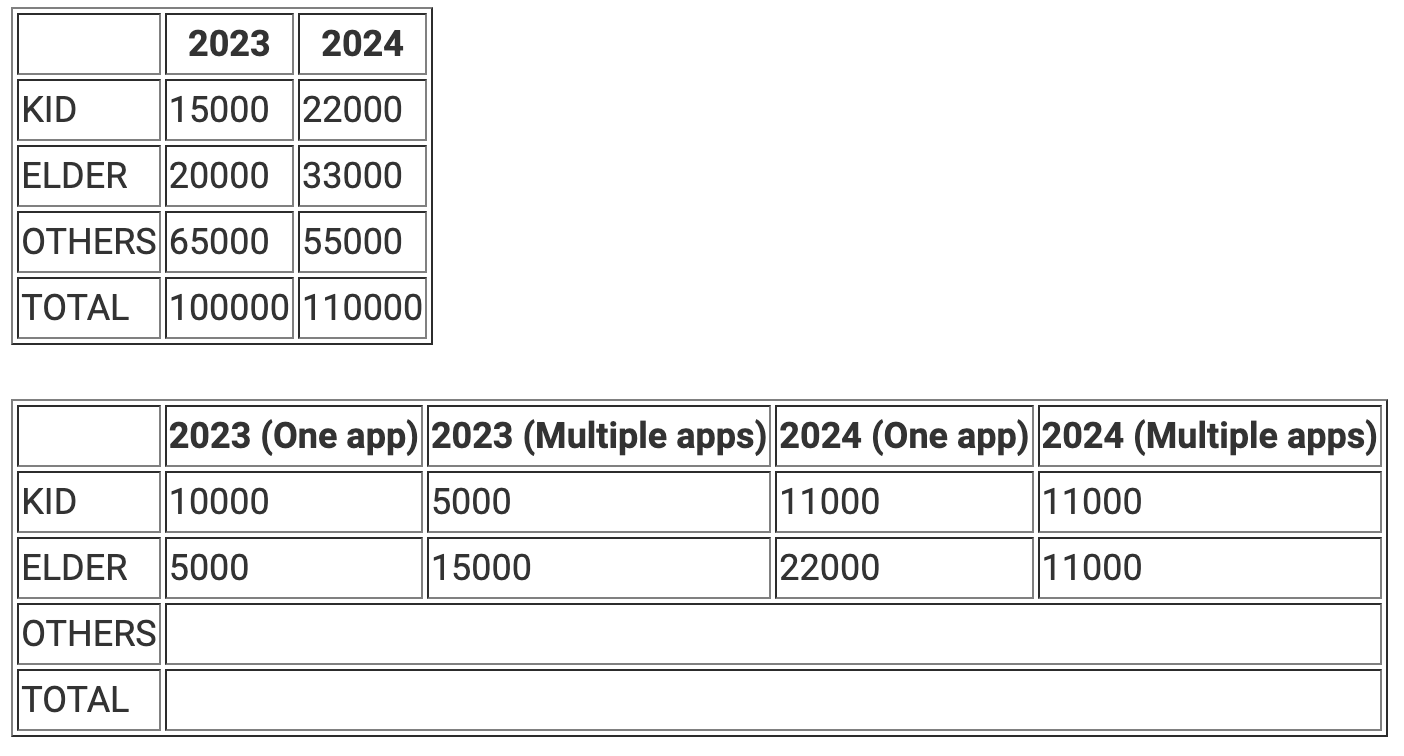 2023 2024
KID 15000 22000
ELDER 20000 33000
OTHERS 65000 55000
TOTAL 100000 110000
2023 (One app) 2023 (Multiple apps) 2024 (One app) 2024 (Multiple apps)
KID 10000 5000 11000 11000
ELDER 5000 15000 22000 11000
OTHERS
TOTAL